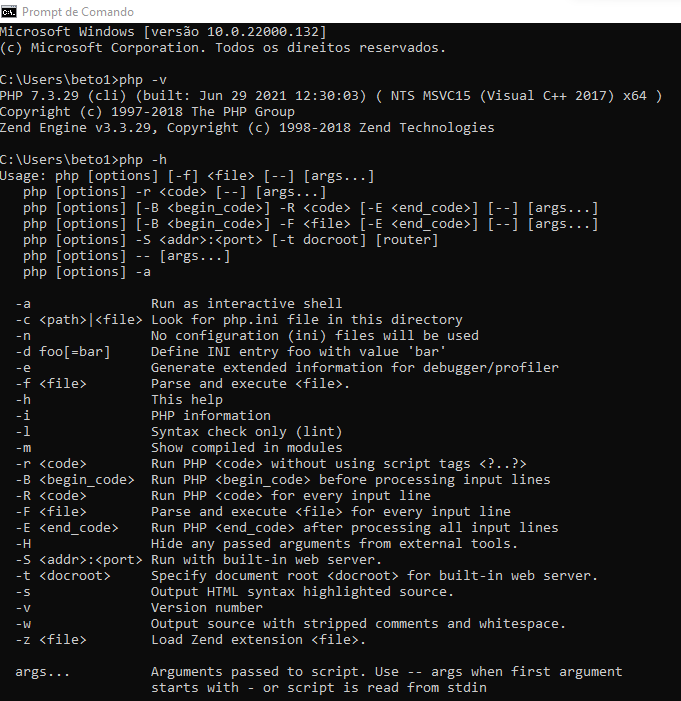 Prompt de Comando
Microsoft Windows [versão 10.0.22000.132]
(c) Microsoft Corporation. Todos os direitos reservados.
C:\Users\beto1>php -v
PHP 7.3.29 (cli) (built: Jun 29 2021 12:30:03) ( NTS MSVC15 (Visual C++ 2017) x64 )
Copyright (c) 1997-2018 The PHP Group
Zend Engine v3.3.29, Copyright (c) 1998-2018 Zend Technologies
C:\Users\beto1>php -h
Usage: php [options] [-f] <file> [--] [args...]
   php [options] -r <code> [--] [args...]
   php [options] [-B <begin_code>] -R <code> [-E <end_code>] [--] [args...]
   php [options] [-B <begin_code>] -F <file> [-E <end_code>] [--] [args...]
   php [options] -S <addr>:<port> [-t docroot] [router]
   php [options] -- [args...]
   php [options] -a
  -a               Run as interactive shell
  -c <path>|<file> Look for php.ini file in this directory
  -n               No configuration (ini) files will be used
  -d foo[=bar]     Define INI entry foo with value 'bar'
  -e               Generate extended information for debugger/profiler
  -f <file>        Parse and execute <file>.
  -h               This help
  -i               PHP information
  -l               Syntax check only (lint)
  -m               Show compiled in modules
  -r <code>        Run PHP <code> without using script tags <?..?>
  -B <begin_code>  Run PHP <begin_code> before processing input lines
  -R <code>        Run PHP <code> for every input line
  -F <file>        Parse and execute <file> for every input line
  -E <end_code>    Run PHP <end_code> after processing all input lines
  -H               Hide any passed arguments from external tools.
  -S <addr>:<port> Run with built-in web server.
  -t <docroot>     Specify document root <docroot> for built-in web server.
  -s               Output HTML syntax highlighted source.
  -v               Version number
  -w               Output source with stripped comments and whitespace.
  -z <file>        Load Zend extension <file>.
  args...          Arguments passed to script. Use -- args when first argument
                   starts with - or script is read from stdin